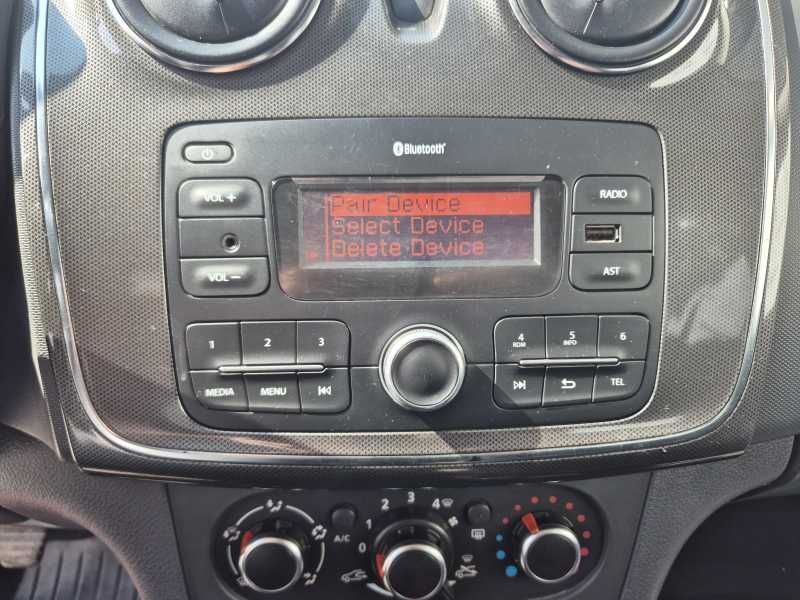 Bluetooth
VOL +
VOL −
Pair Device
Select Device
Delete Device
RADIO
AST
1 2 3
MEDIA MENU
4 5 6
RDM INFO
TEL
0 1 2 3 4
A/C